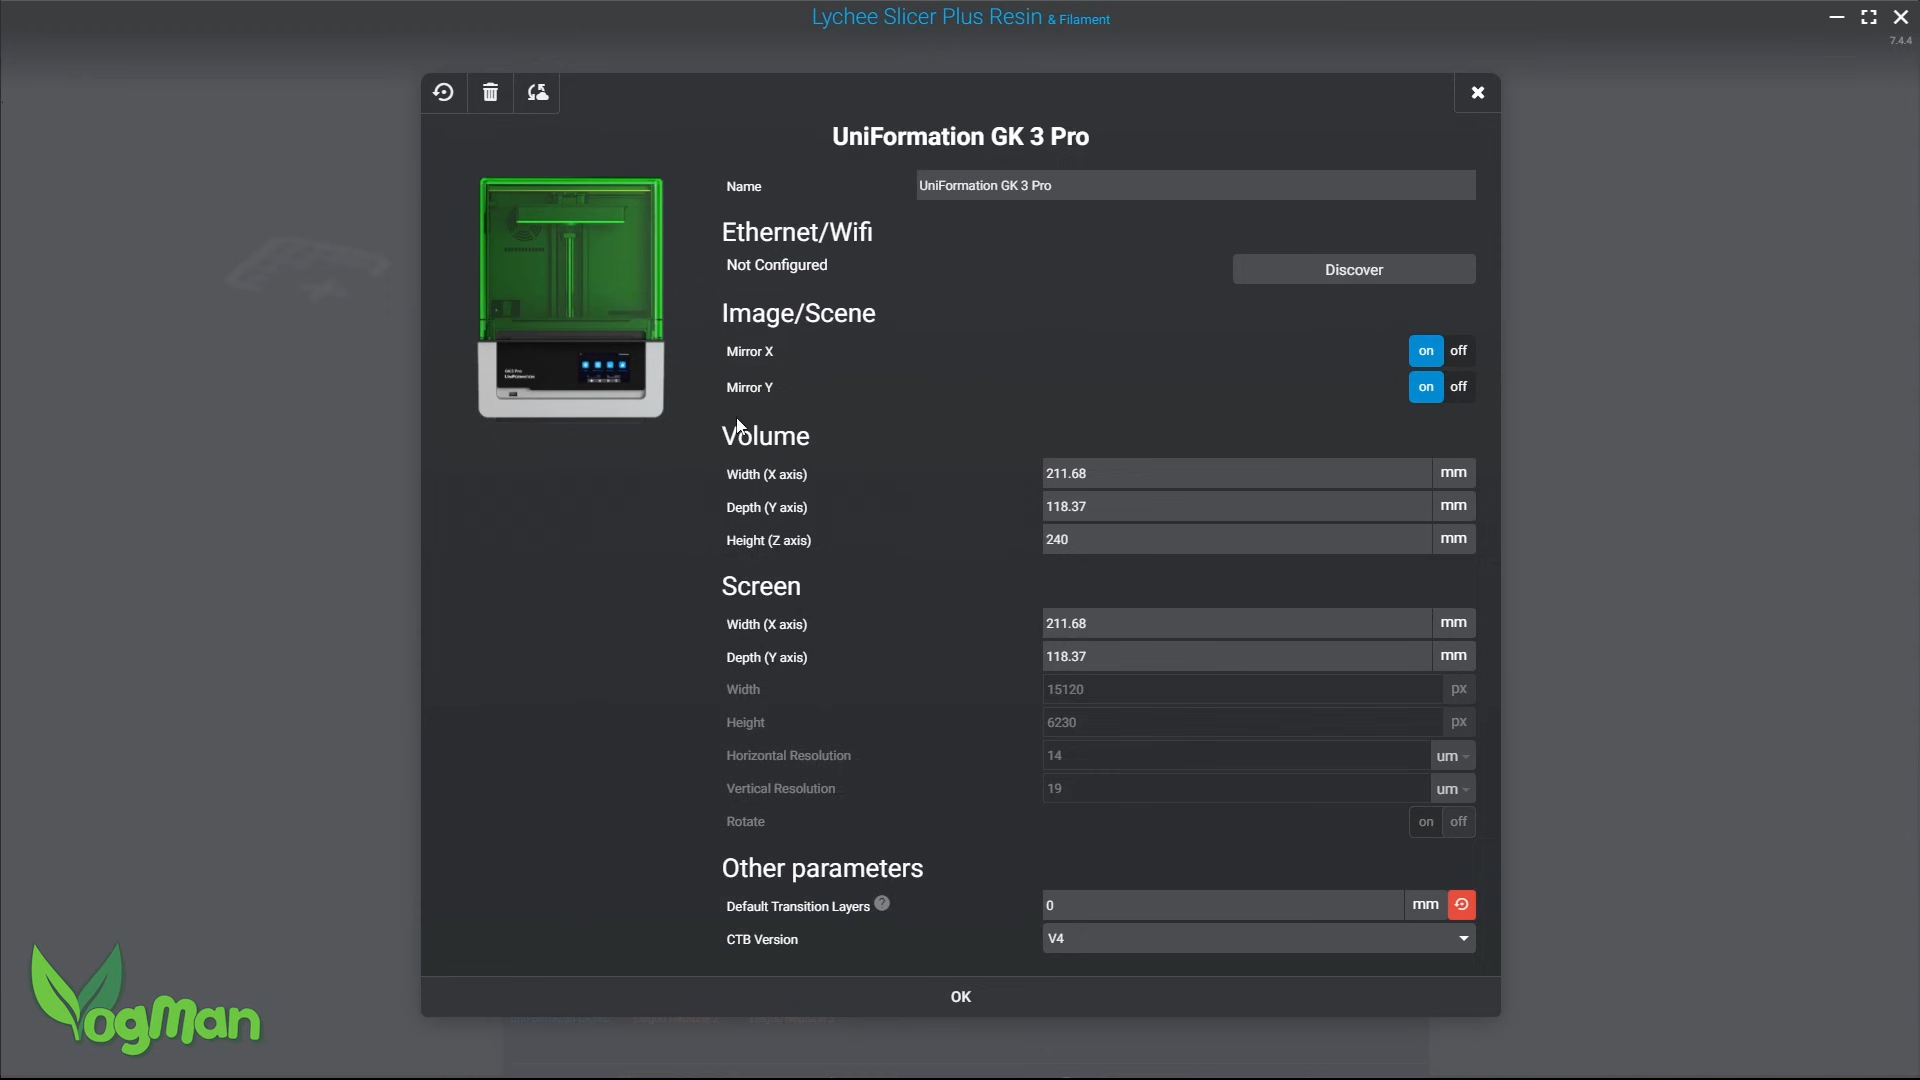 Lychee Slicer Plus Resin & Filament
7.4.4
UniFormation GK 3 Pro
Name UniFormation GK 3 Pro
Ethernet/Wifi
Not Configured Discover
Image/Scene
Mirror X on off
Mirror Y on off
Volume
Width (X axis) 211.68 mm
Depth (Y axis) 118.37 mm
Height (Z axis) 240 mm
Screen
Width (X axis) 211.68 mm
Depth (Y axis) 118.37 mm
Width 15120 px
Height 6230 px
Horizontal Resolution 14 um
Vertical Resolution 19 um
Rotate on off
Other parameters
Default Transition Layers ? 0 mm
CTB Version V4
OK
YogMan